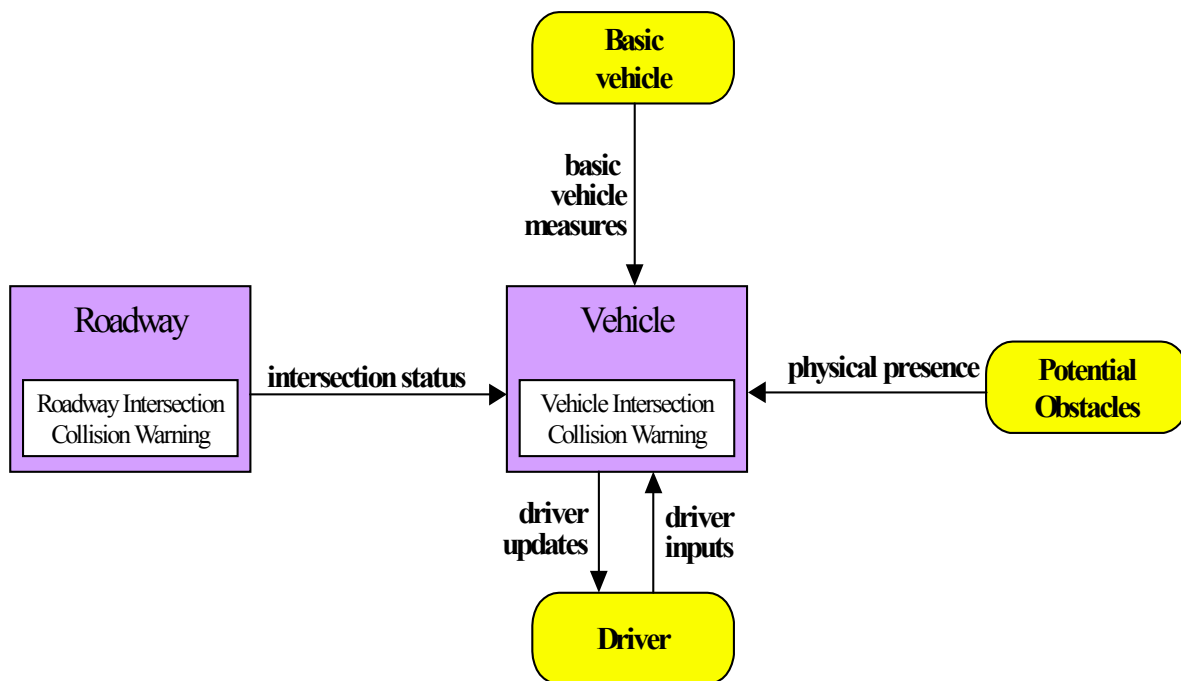 Basic
vehicle
basic
vehicle
measures
Roadway
Roadway Intersection
Collision Warning
intersection status
Vehicle
Vehicle Intersection
Collision Warning
physical presence
Potential
Obstacles
driver
updates
driver
inputs
Driver